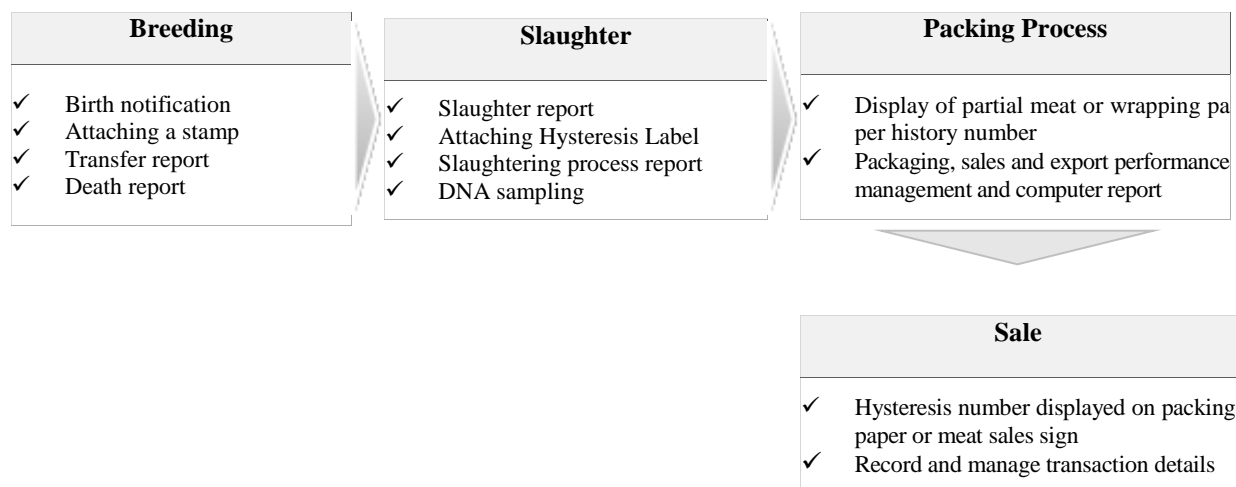 Breeding
✓ Birth notification
✓ Attaching a stamp
✓ Transfer report
✓ Death report
Slaughter
✓ Slaughter report
✓ Attaching Hysteresis Label
✓ Slaughtering process report
✓ DNA sampling
Packing Process
✓ Display of partial meat or wrapping pa
per history number
✓ Packaging, sales and export performance
management and computer report
Sale
✓ Hysteresis number displayed on packing
paper or meat sales sign
✓ Record and manage transaction details